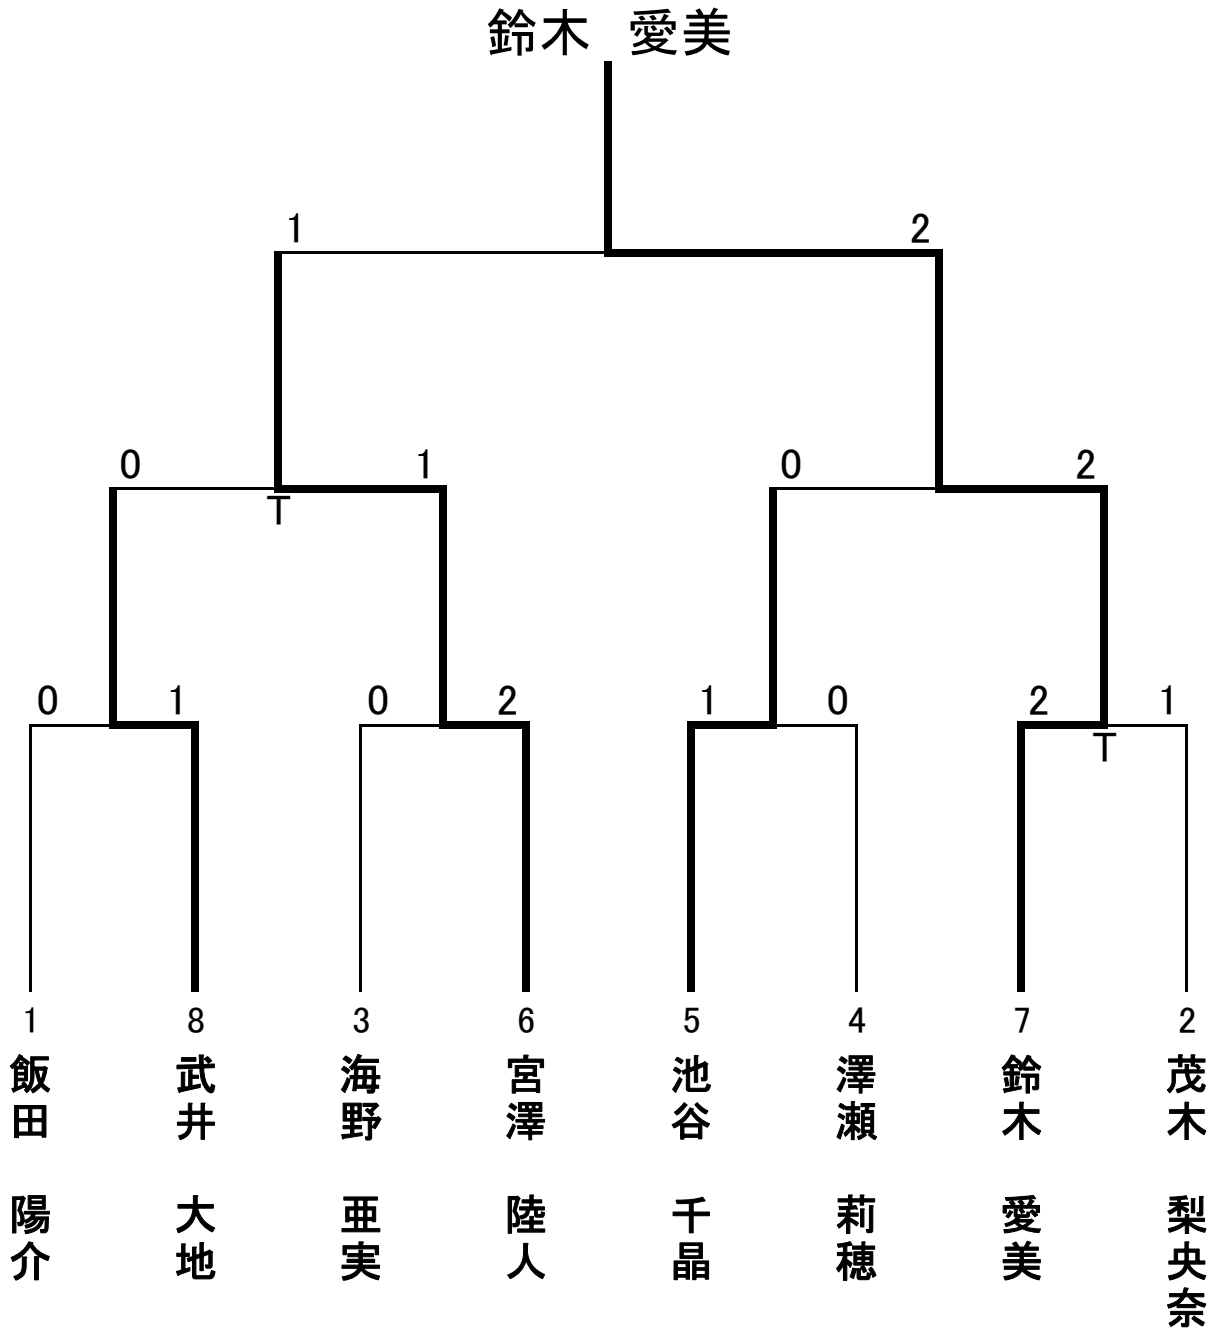 鈴木 愛美
1 2
0 1 0 2
T
0 1 0 2 1 0 2 1
T
1 8 3 6 5 4 7 2
飯田 陽介
武井 大地
海野 亜実
宮澤 陸人
池谷 千晶
澤瀬 莉穂
鈴木 愛美
茂木 梨央奈